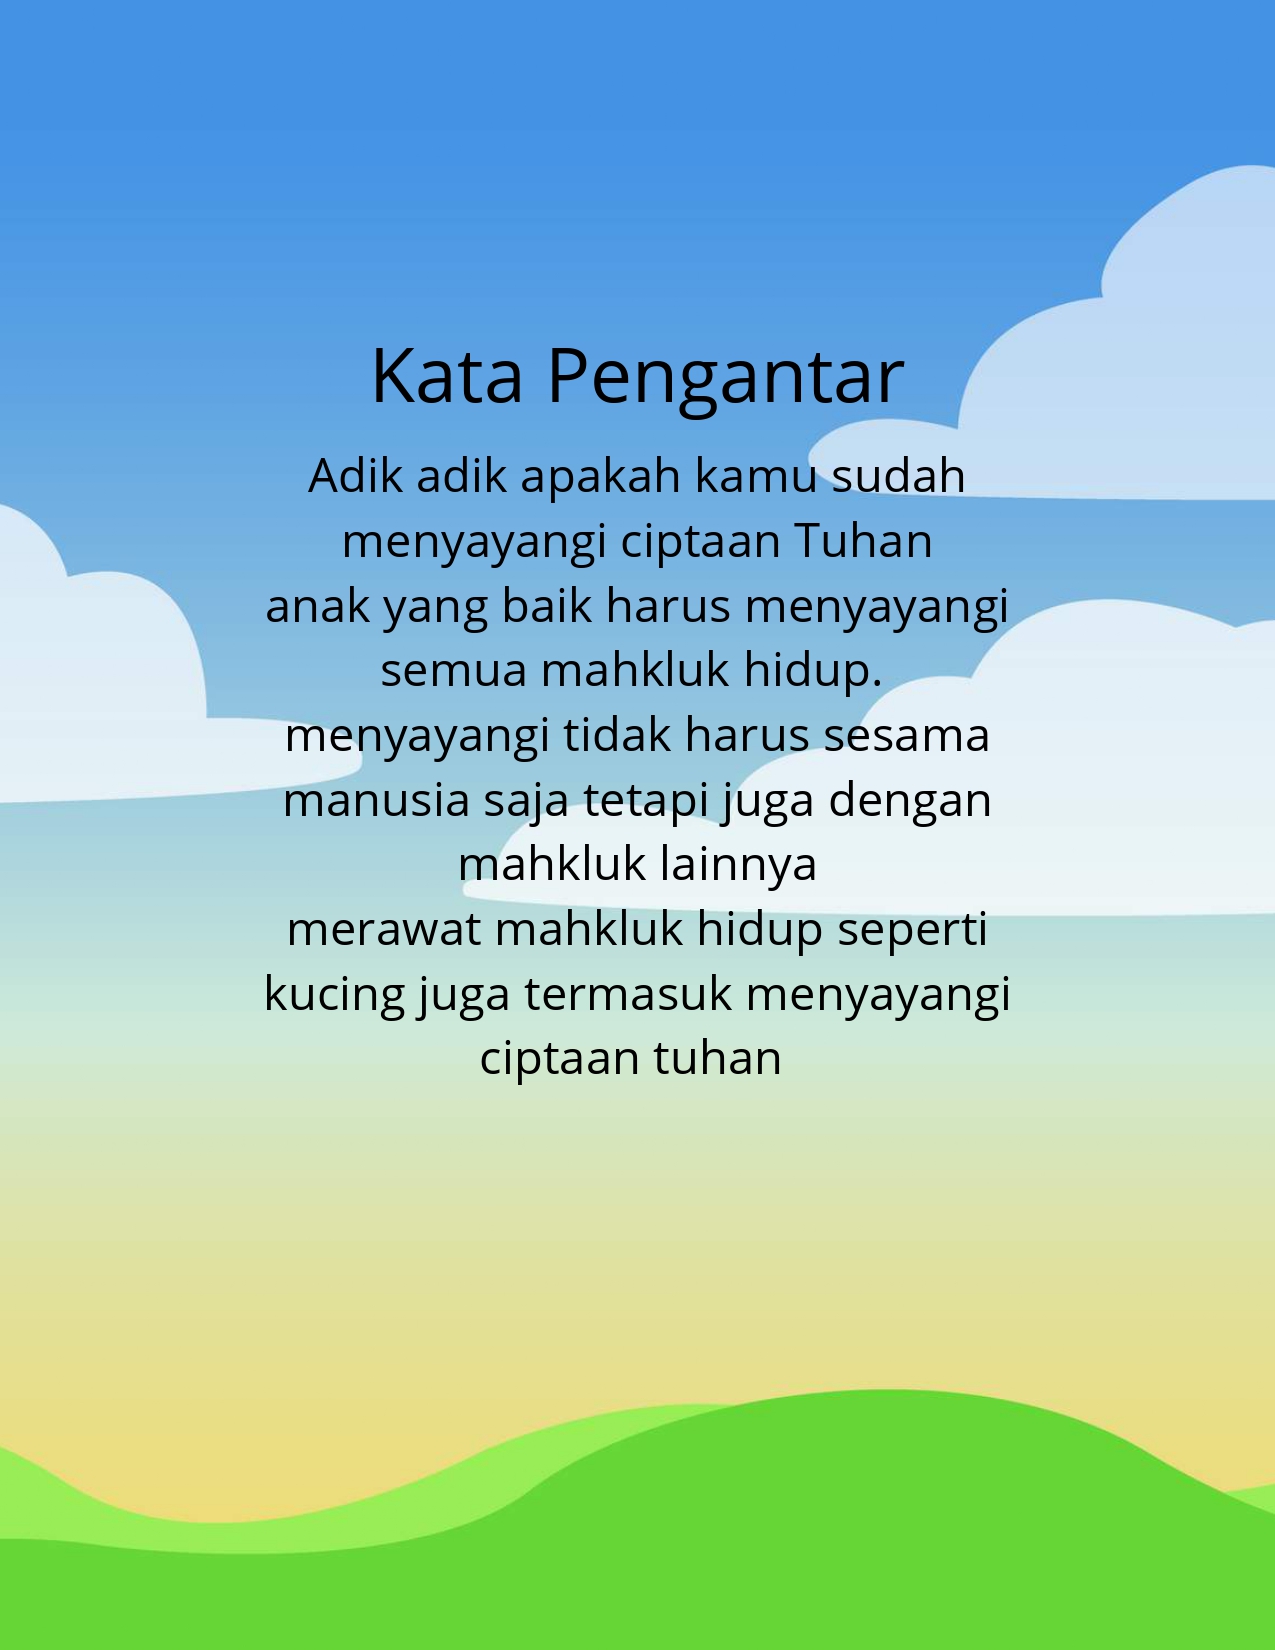 Kata Pengantar
Adik adik apakah kamu sudah
menyayangi ciptaan Tuhan
anak yang baik harus menyayangi
semua mahkluk hidup.
menyayangi tidak harus sesama
manusia saja tetapi juga dengan
mahkluk lainnya
merawat mahkluk hidup seperti
kucing juga termasuk menyayangi
ciptaan tuhan